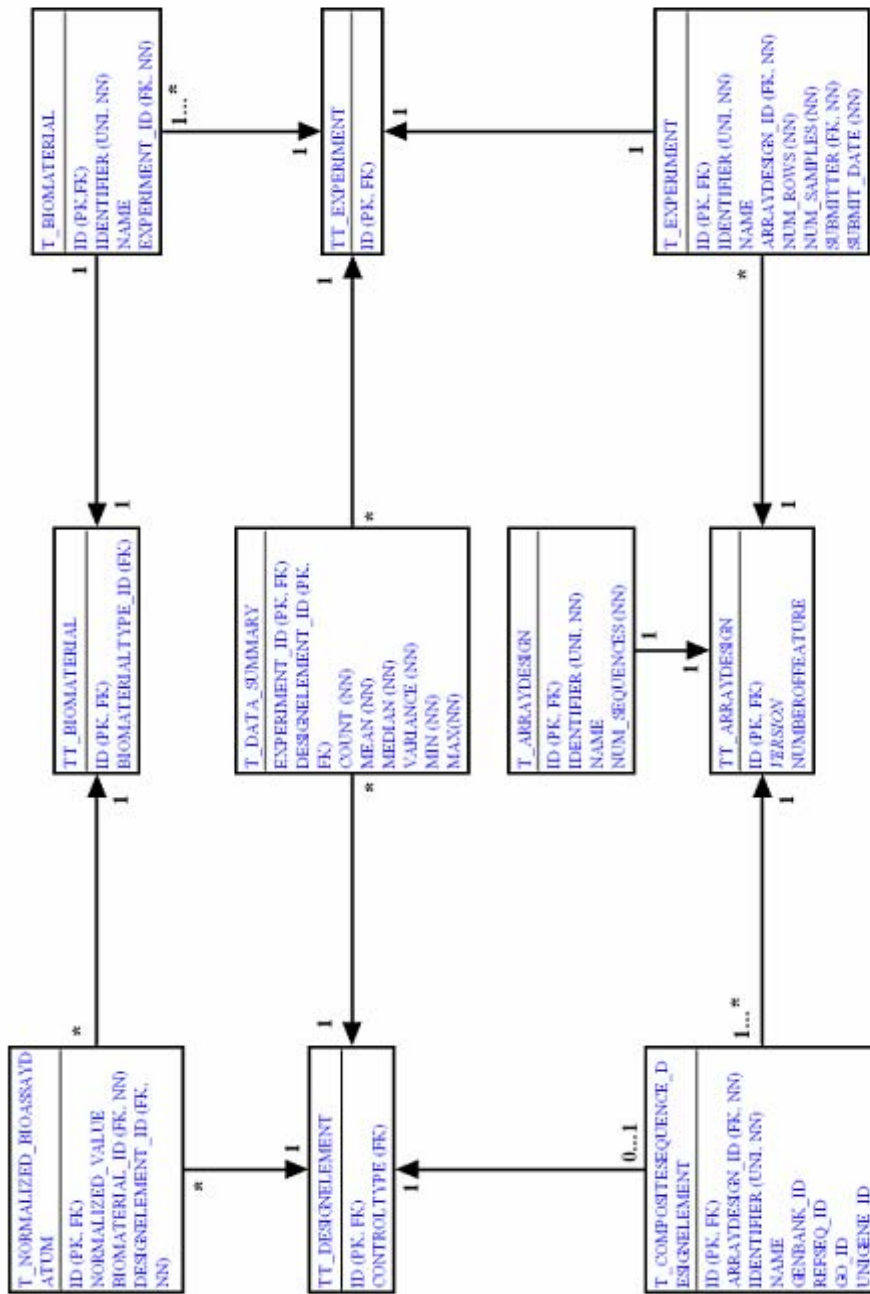 T_NORMALIZED_BIOASSAYD
ATUM
ID (PK, FK)
NORMALIZED_VALUE
BIOMATERIAL_ID (FK, NN)
DESIGNELEMENT_ID (FK,
NN)
*
1
TT_BIOMATERIAL
ID (PK, FK)
BIOMATERIALTYPE_ID (FK)
1
1
T_BIOMATERIAL
ID (PK,FK)
IDENTIFIER (UNI, NN)
NAME
EXPERIMENT_ID (FK, NN)
*
1
1...*
1
TT_DESIGNELEMENT
ID (PK, FK)
CONTROLTYPE (FK)
1
*
T_DATA_SUMMARY
EXPERIMENT_ID (PK, FK)
DESIGNELEMENT_ID (PK,
FK)
COUNT (NN)
MEAN (NN)
MEDIAN (NN)
VARIANCE (NN)
MIN (NN)
MAX(NN)
*
1
TT_EXPERIMENT
ID (PK, FK)
1
0...1
1
1
T_ARRAYDESIGN
ID (PK, FK)
IDENTIFIER (UNI, NN)
NAME
NUM_SEQUENCES (NN)
1
1
T_COMPOSITESEQUENCE_D
ESIGNELEMENT
ID (PK, FK)
ARRAYDESIGN_ID (FK, NN)
IDENTIFIER (UNI, NN)
NAME
GENBANK_ID
REFSEQ_ID
GO_ID
UNIGENE_ID
1...*
1
TT_ARRAYDESIGN
ID (PK, FK)
VERSION
NUMBEROFFEATURE
1
*
T_EXPERIMENT
ID (PK, FK)
IDENTIFIER (UNI, NN)
NAME
ARRAYDESIGN_ID (FK, NN)
NUM_ROWS (NN)
NUM_SAMPLES (NN)
SUBMITTER (FK, NN)
SUBMIT_DATE (NN)